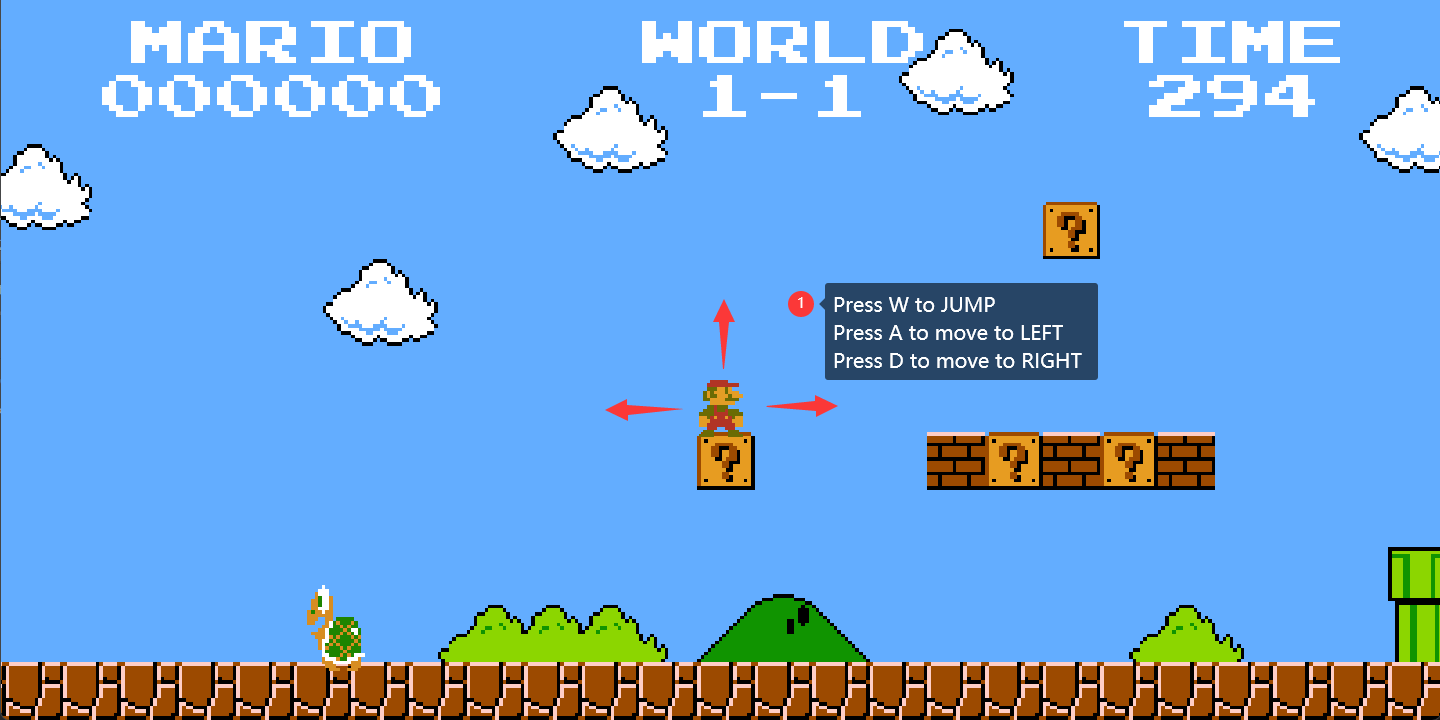 MARIO WORLD TIME
000000 1-1 294
?
1 Press W to JUMP
Press A to move to LEFT
Press D to move to RIGHT
? ? ?